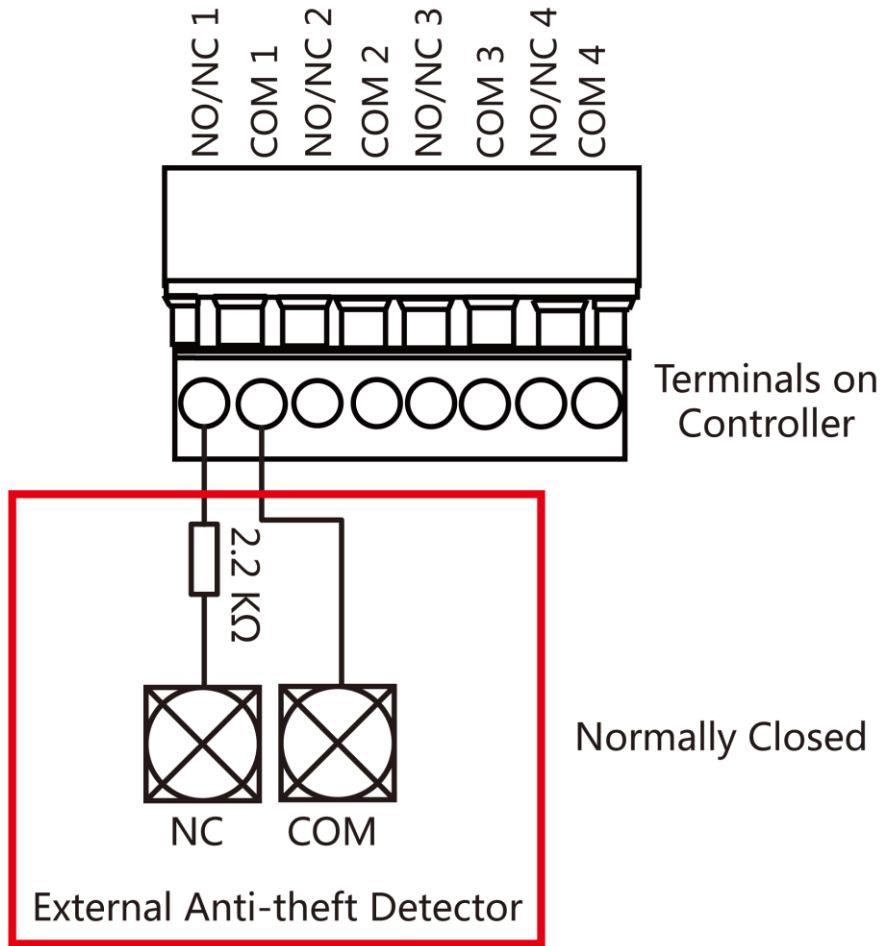 NO/NC 1
COM 1
NO/NC 2
COM 2
NO/NC 3
COM 3
NO/NC 4
COM 4
Terminals on
Controller
2.2 KΩ
NC
COM
Normally Closed
External Anti-theft Detector